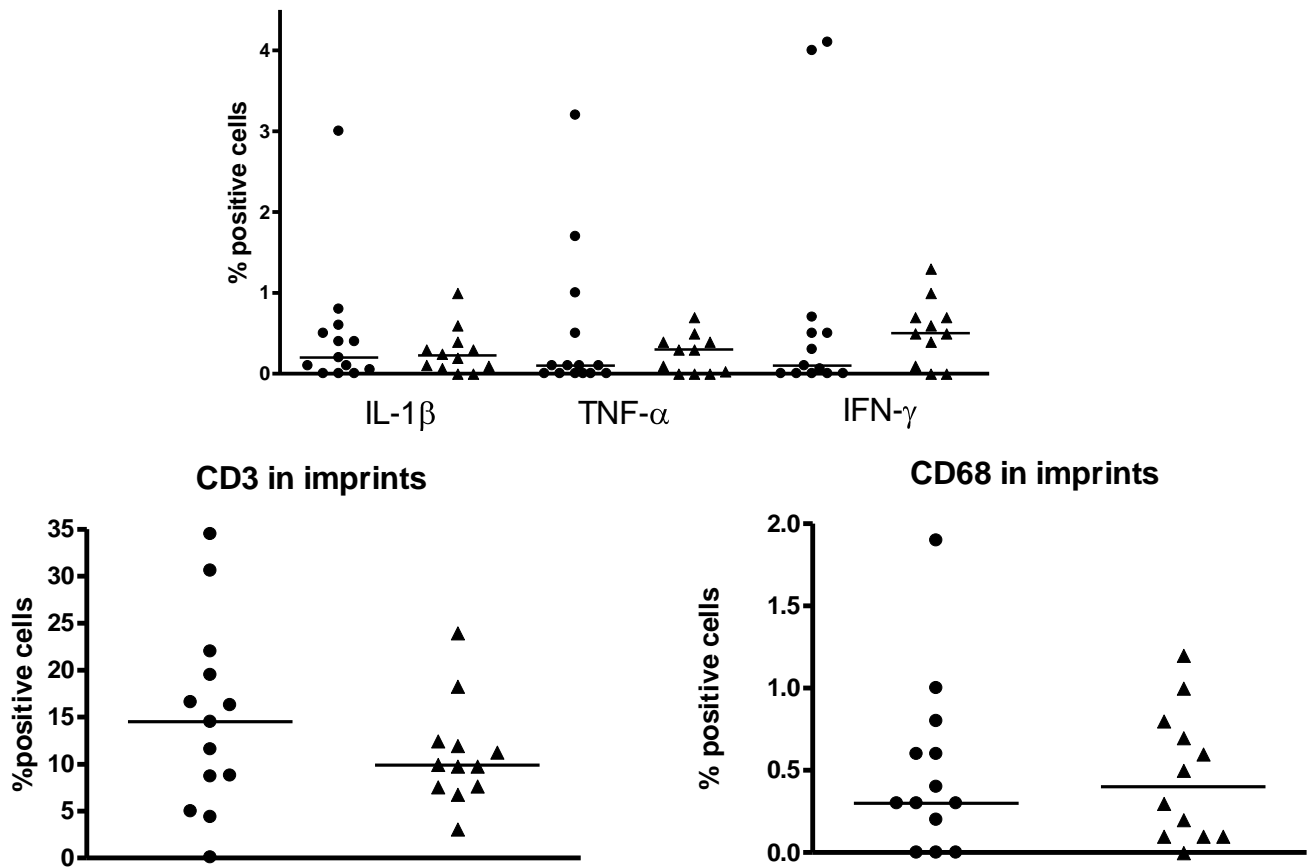 4
3
2
1
0
% positive cells
IL-1β
TNF-α
IFN-γ
CD3 in imprints
35
30
25
20
15
10
5
0
%positive cells
CD68 in imprints
2.0
1.5
1.0
0.5
0.0
% positive cells